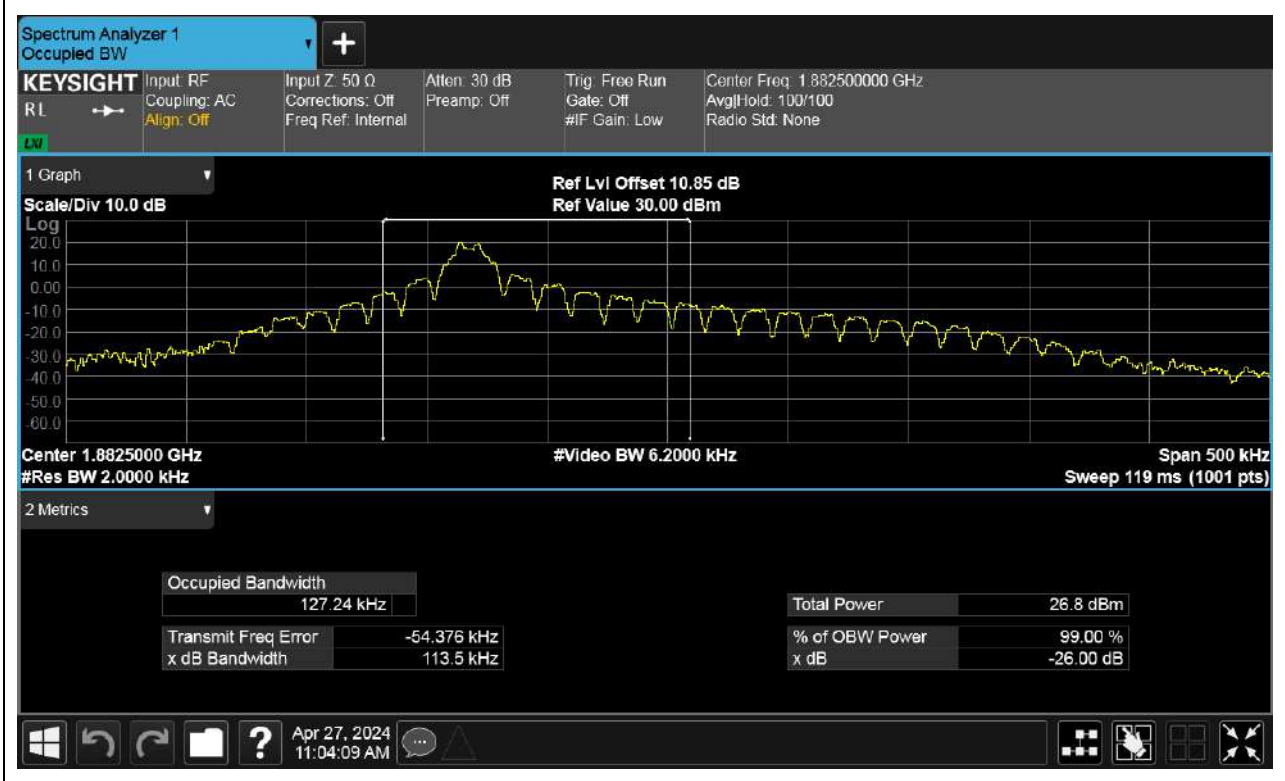 Spectrum Analyzer 1
Occupied BW
+
KEYSIGHT Input: RF Input Z: 50 Ω Atten: 30 dB Trig: Free Run Center Freq: 1.882500000 GHz
RL Coupling: AC Corrections: Off Preamp: Off Gate: Off Avg|Hold: 100/100
Align: Off Freq Ref: Internal #IF Gain: Low Radio Std: None
LXI
1 Graph
Ref Lvl Offset 10.85 dB
Scale/Div 10.0 dB Ref Value 30.00 dBm
Log
20.0
10.0
0.00
-10.0
-20.0
-30.0
-40.0
-50.0
-60.0
Center 1.8825000 GHz #Video BW 6.2000 kHz Span 500 kHz
#Res BW 2.0000 kHz Sweep 119 ms (1001 pts)
2 Metrics
Occupied Bandwidth
127.24 kHz Total Power 26.8 dBm
Transmit Freq Error -54.376 kHz % of OBW Power 99.00 %
x dB Bandwidth 113.5 kHz x dB -26.00 dB
? Apr 27, 2024
11:04:09 AM